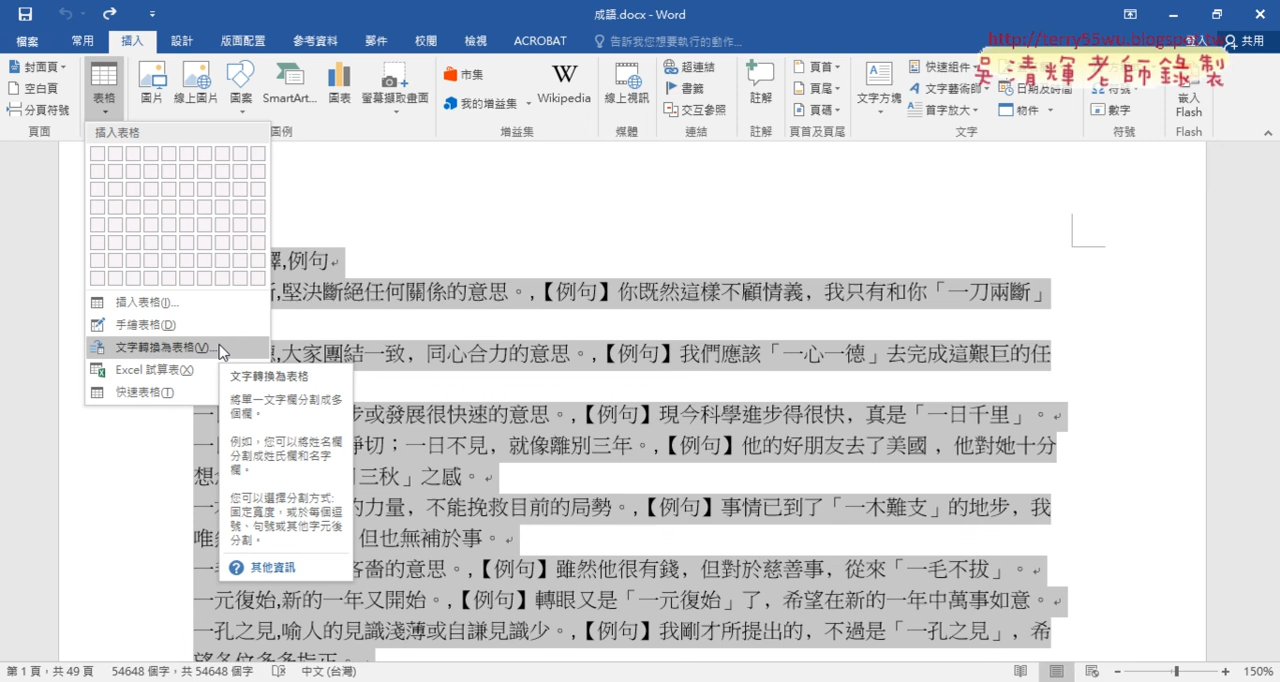 成語.docx - Word
檔案 常用 插入 設計 版面配置 參考資料 郵件 校閱 檢視 ACROBAT 告訴我您想要執行的動作... 登入 共用
http://terry55wu.blogspot.tw
吳清輝老師錄製
封面頁
空白頁
分頁符號
頁面
表格
圖片 線上圖片 圖案 SmartArt... 圖表 螢幕擷取畫面
圖例
市集
我的增益集
Wikipedia
增益集
線上視訊
媒體
超連結
書籤
交互參照
連結
註解
註解
頁首
頁尾
頁碼
頁首及頁尾
文字方塊
快速組件
文字藝術師
首字放大
日期及時間
物件
文字
符號
數字
符號
嵌入 Flash
Flash
插入表格
插入表格(I)...
手繪表格(D)
文字轉換為表格(V)...
Excel 試算表(X)
快速表格(T)
文字轉換為表格
將單一文字欄分割成多
個欄。
例如，您可以將姓名欄
分割成姓氏欄和名字
欄。
您可以選擇分割方式:
固定寬度，或於每個逗
號、句號或其他字元後
分割。
其他資訊
釋,例句
斷,堅決斷絕任何關係的意思。,【例句】你既然這樣不顧情義，我只有和你「一刀兩斷」
德,大家團結一致，同心合力的意思。,【例句】我們應該「一心一德」去完成這艱巨的任
步或發展很快速的意思。,【例句】現今科學進步得很快，真是「一日千里」。
切；一日不見，就像離別三年。,【例句】他的好朋友去了美國，他對她十分
想 三秋」之感。
一 的力量，不能挽救目前的局勢。,【例句】事情已到了「一木難支」的地步，我
唯 但也無補於事。
一 吝嗇的意思。,【例句】雖然他很有錢，但對於慈善事，從來「一毛不拔」。
一元復始,新的一年又開始。,【例句】轉眼又是「一元復始」了，希望在新的一年中萬事如意。
一孔之見,喻人的見識淺薄或自謙見識少。,【例句】我剛才所提出的，不過是「一孔之見」，希
望各位多多指正。
第 1 頁，共 49 頁 54648 個字，共 54648 個字 中文 (台灣) 150%